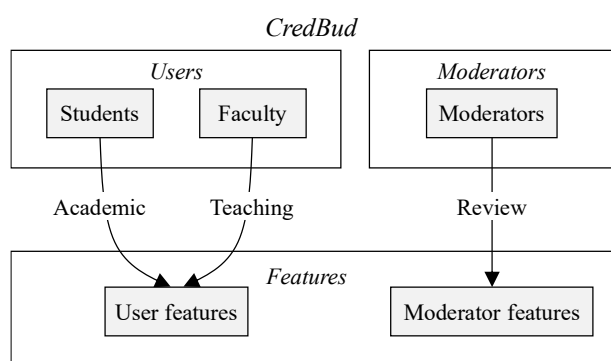 CredBud
Users
Moderators
Students
Faculty
Moderators
Academic
Teaching
Review
Features
User features
Moderator features